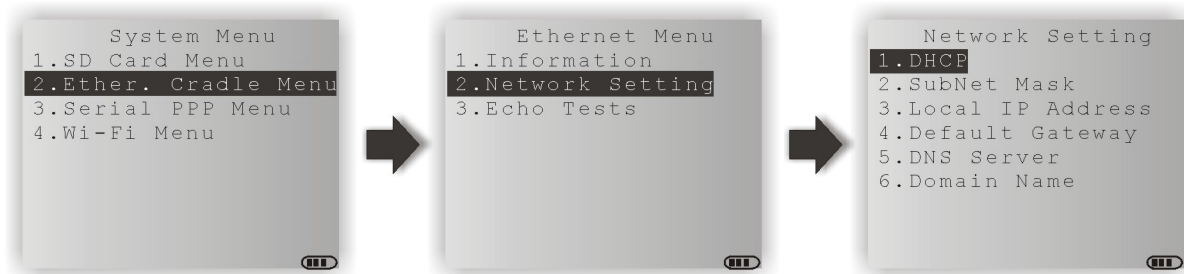 System Menu
1.SD Card Menu
2.Ether. Cradle Menu
3.Serial PPP Menu
4.Wi-Fi Menu
Ethernet Menu
1.Information
2.Network Setting
3.Echo Tests
Network Setting
1.DHCP
2.SubNet Mask
3.Local IP Address
4.Default Gateway
5.DNS Server
6.Domain Name